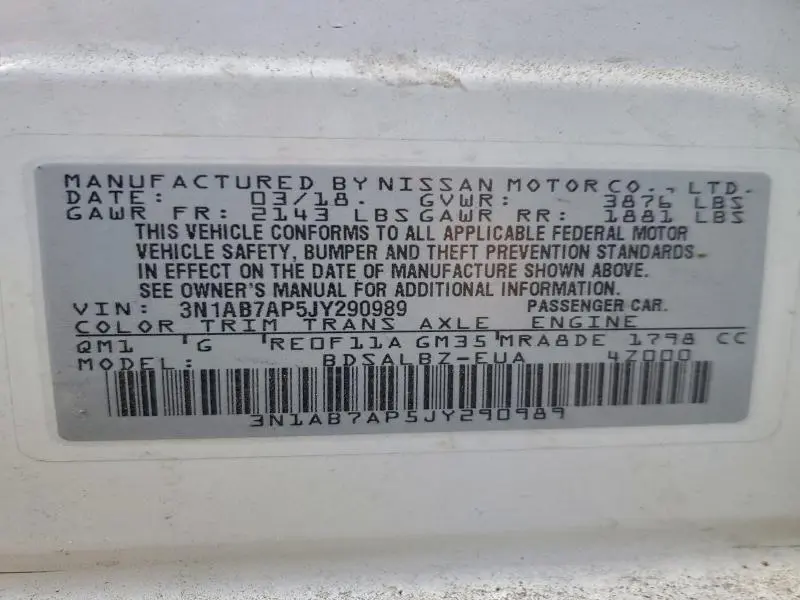 MANUFACTURED BY NISSAN MOTOR CO., LTD.
DATE: 03/18. GVWR: 3876 LBS
GAWR FR: 2143 LBS GAWR RR: 1881 LBS
THIS VEHICLE CONFORMS TO ALL APPLICABLE FEDERAL MOTOR
VEHICLE SAFETY, BUMPER AND THEFT PREVENTION STANDARDS
IN EFFECT ON THE DATE OF MANUFACTURE SHOWN ABOVE.
SEE OWNER'S MANUAL FOR ADDITIONAL INFORMATION.
VIN: 3N1AB7AP5JY290989 PASSENGER CAR.
COLOR TRIM TRANS AXLE ENGINE
QM1 G RE0F11A GM35 MRA8DE 1798 CC
MODEL: BDSALBZ-EUA 47000
3N1AB7AP5JY290989